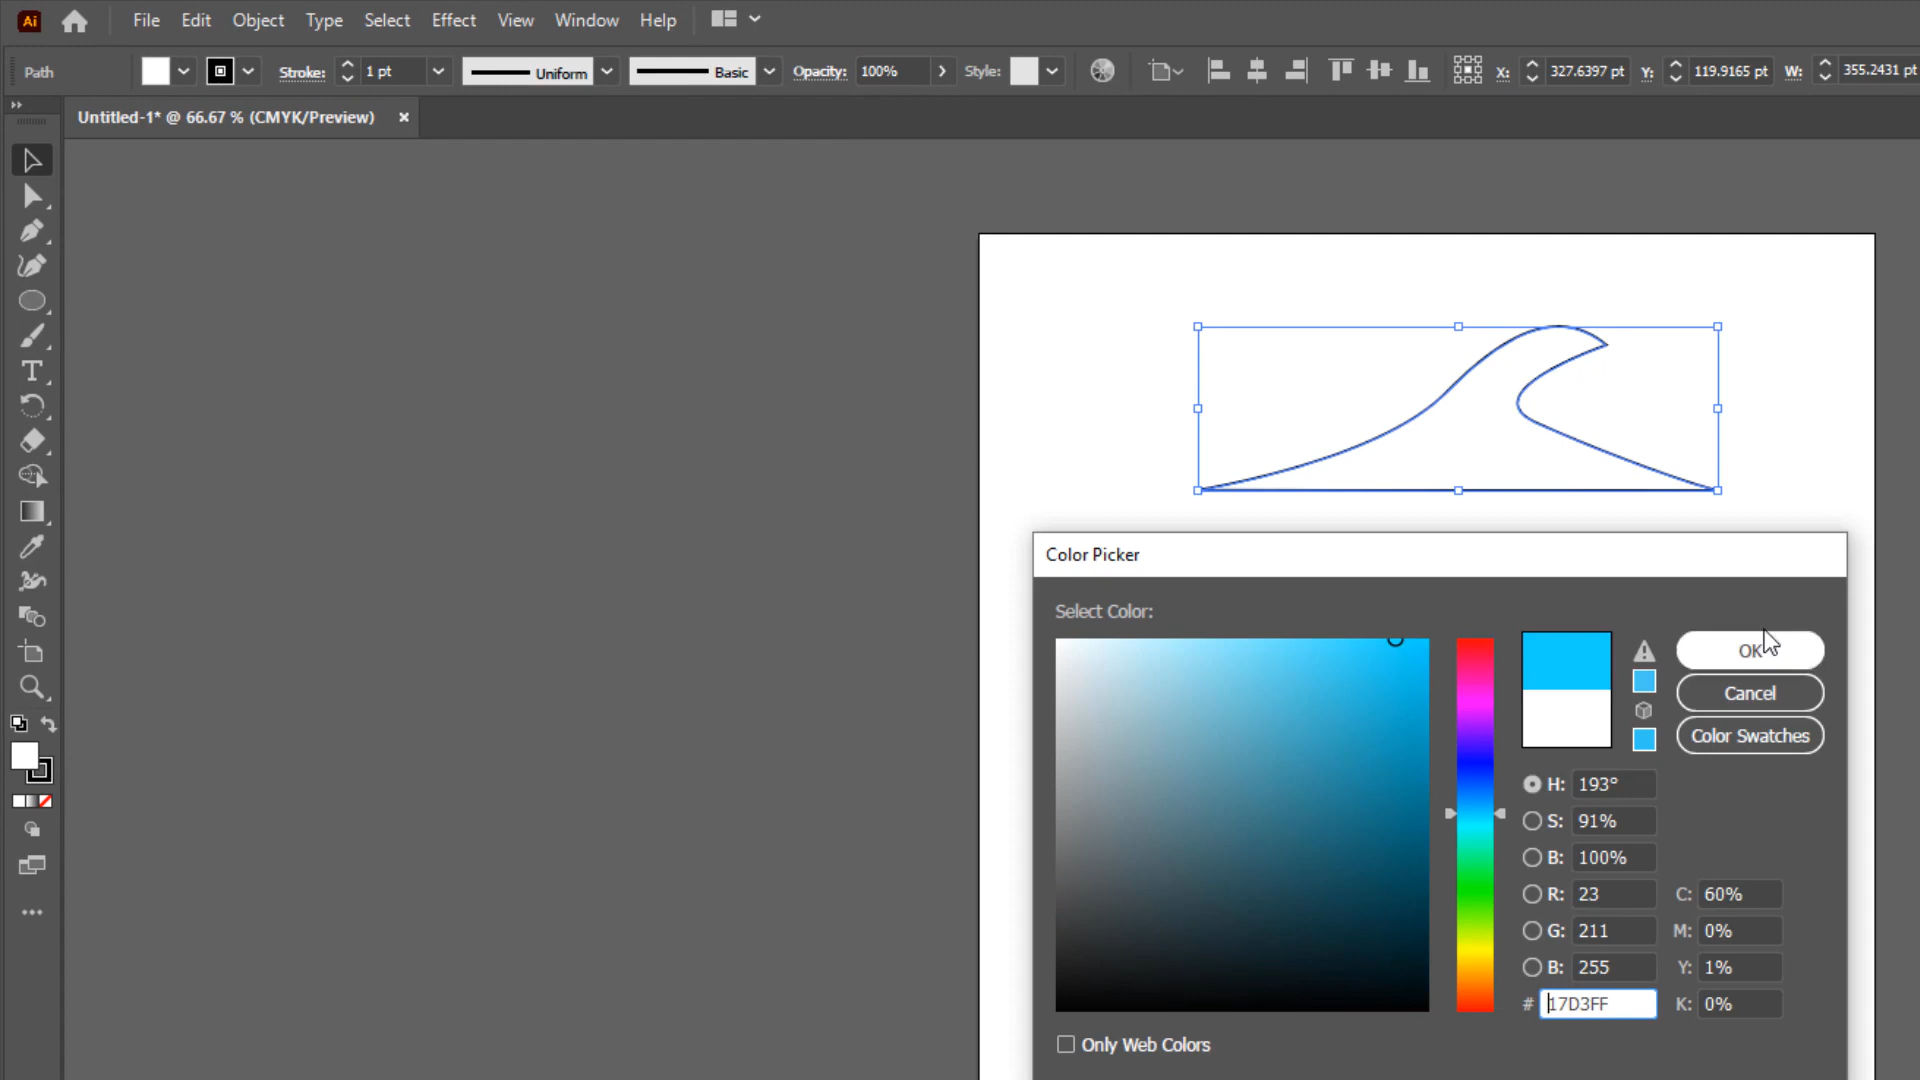 Ai File Edit Object Type Select Effect View Window Help
Path Stroke: 1 pt Uniform Basic Opacity: 100% Style: X: 327.6397 pt Y: 119.9165 pt W: 355.2431 pt
Untitled-1* @ 66.67 % (CMYK/Preview) ×
Color Picker
Select Color:
OK
Cancel
Color Swatches
H: 193°
S: 91%
B: 100%
R: 23 C: 60%
G: 211 M: 0%
B: 255 Y: 1%
# 17D3FF K: 0%
Only Web Colors